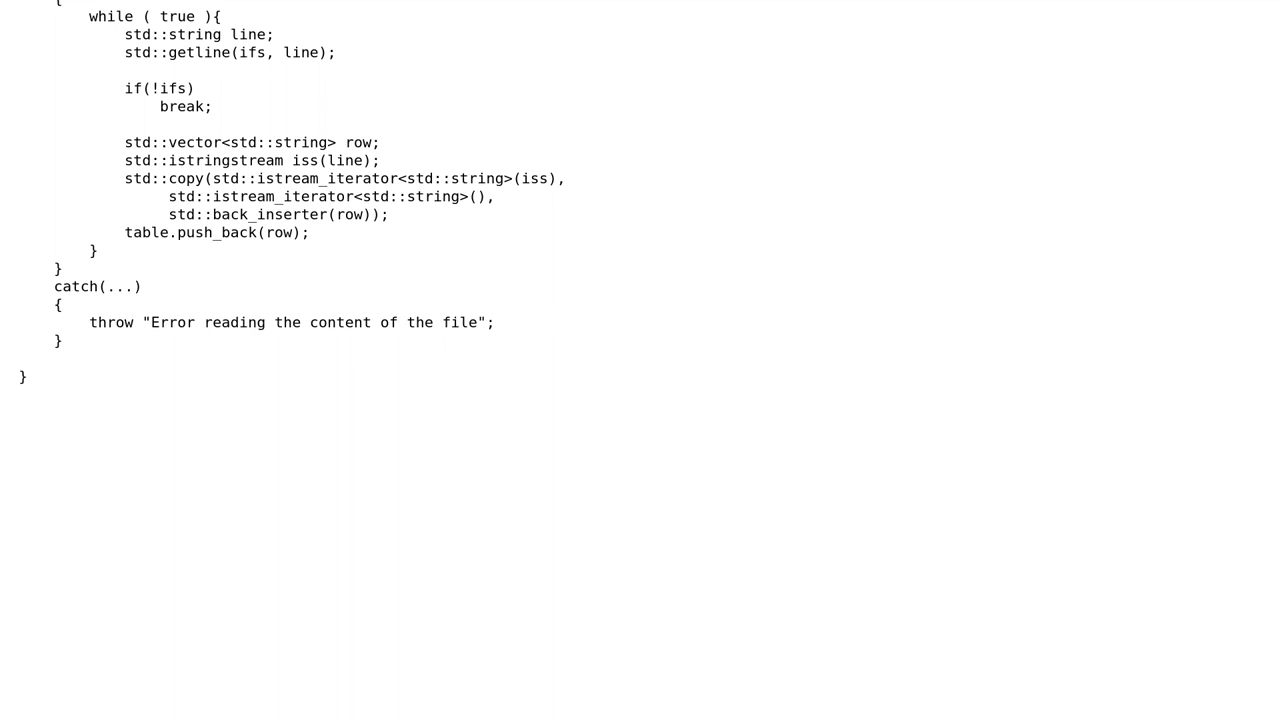 {
while ( true ){
std::string line;
std::getline(ifs, line);
if(!ifs)
break;
std::vector<std::string> row;
std::istringstream iss(line);
std::copy(std::istream_iterator<std::string>(iss),
std::istream_iterator<std::string>(),
std::back_inserter(row));
table.push_back(row);
}
}
catch(...)
{
throw "Error reading the content of the file";
}
}